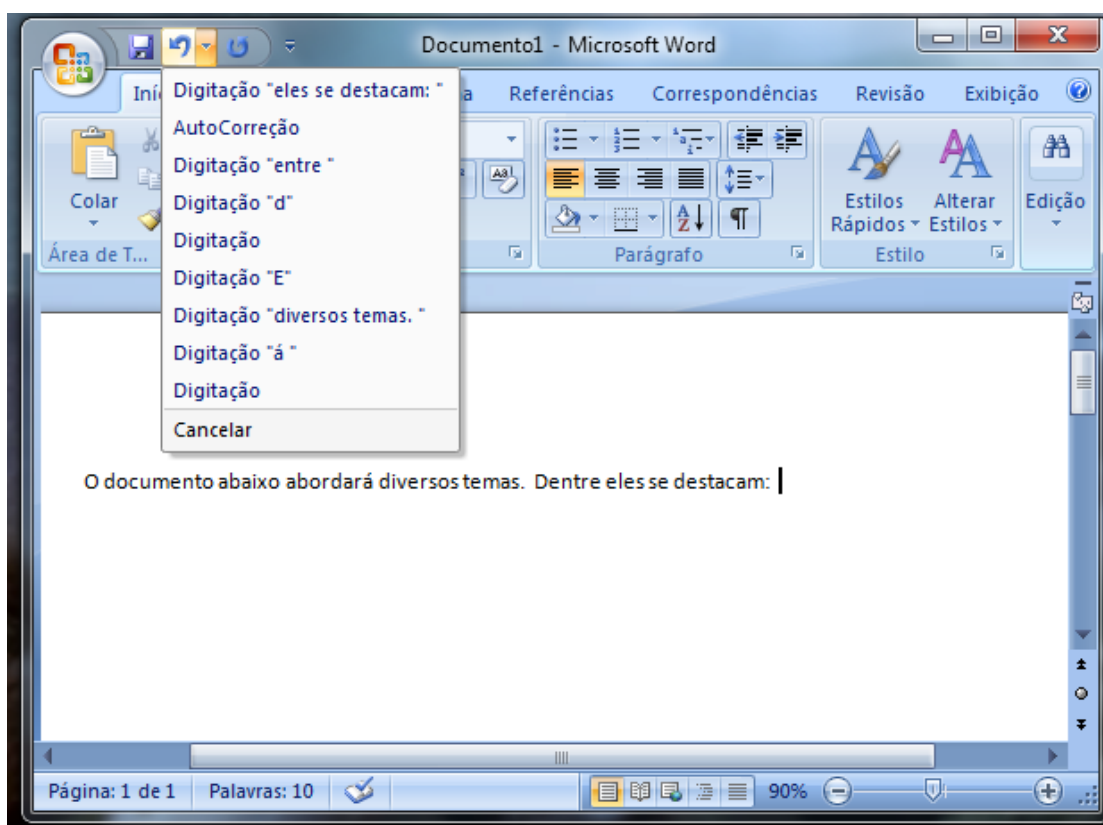 Documento1 - Microsoft Word
Iní
a Referências Correspondências Revisão Exibição
Digitação "eles se destacam: "
AutoCorreção
Digitação "entre "
Digitação "d"
Digitação
Digitação "E"
Digitação "diversos temas. "
Digitação "á "
Digitação
Cancelar
Colar
Área de T...
Parágrafo
Estilos Rápidos
Alterar Estilos
Estilo
Edição
O documento abaixo abordará diversos temas. Dentre eles se destacam:
Página: 1 de 1 Palavras: 10 90%